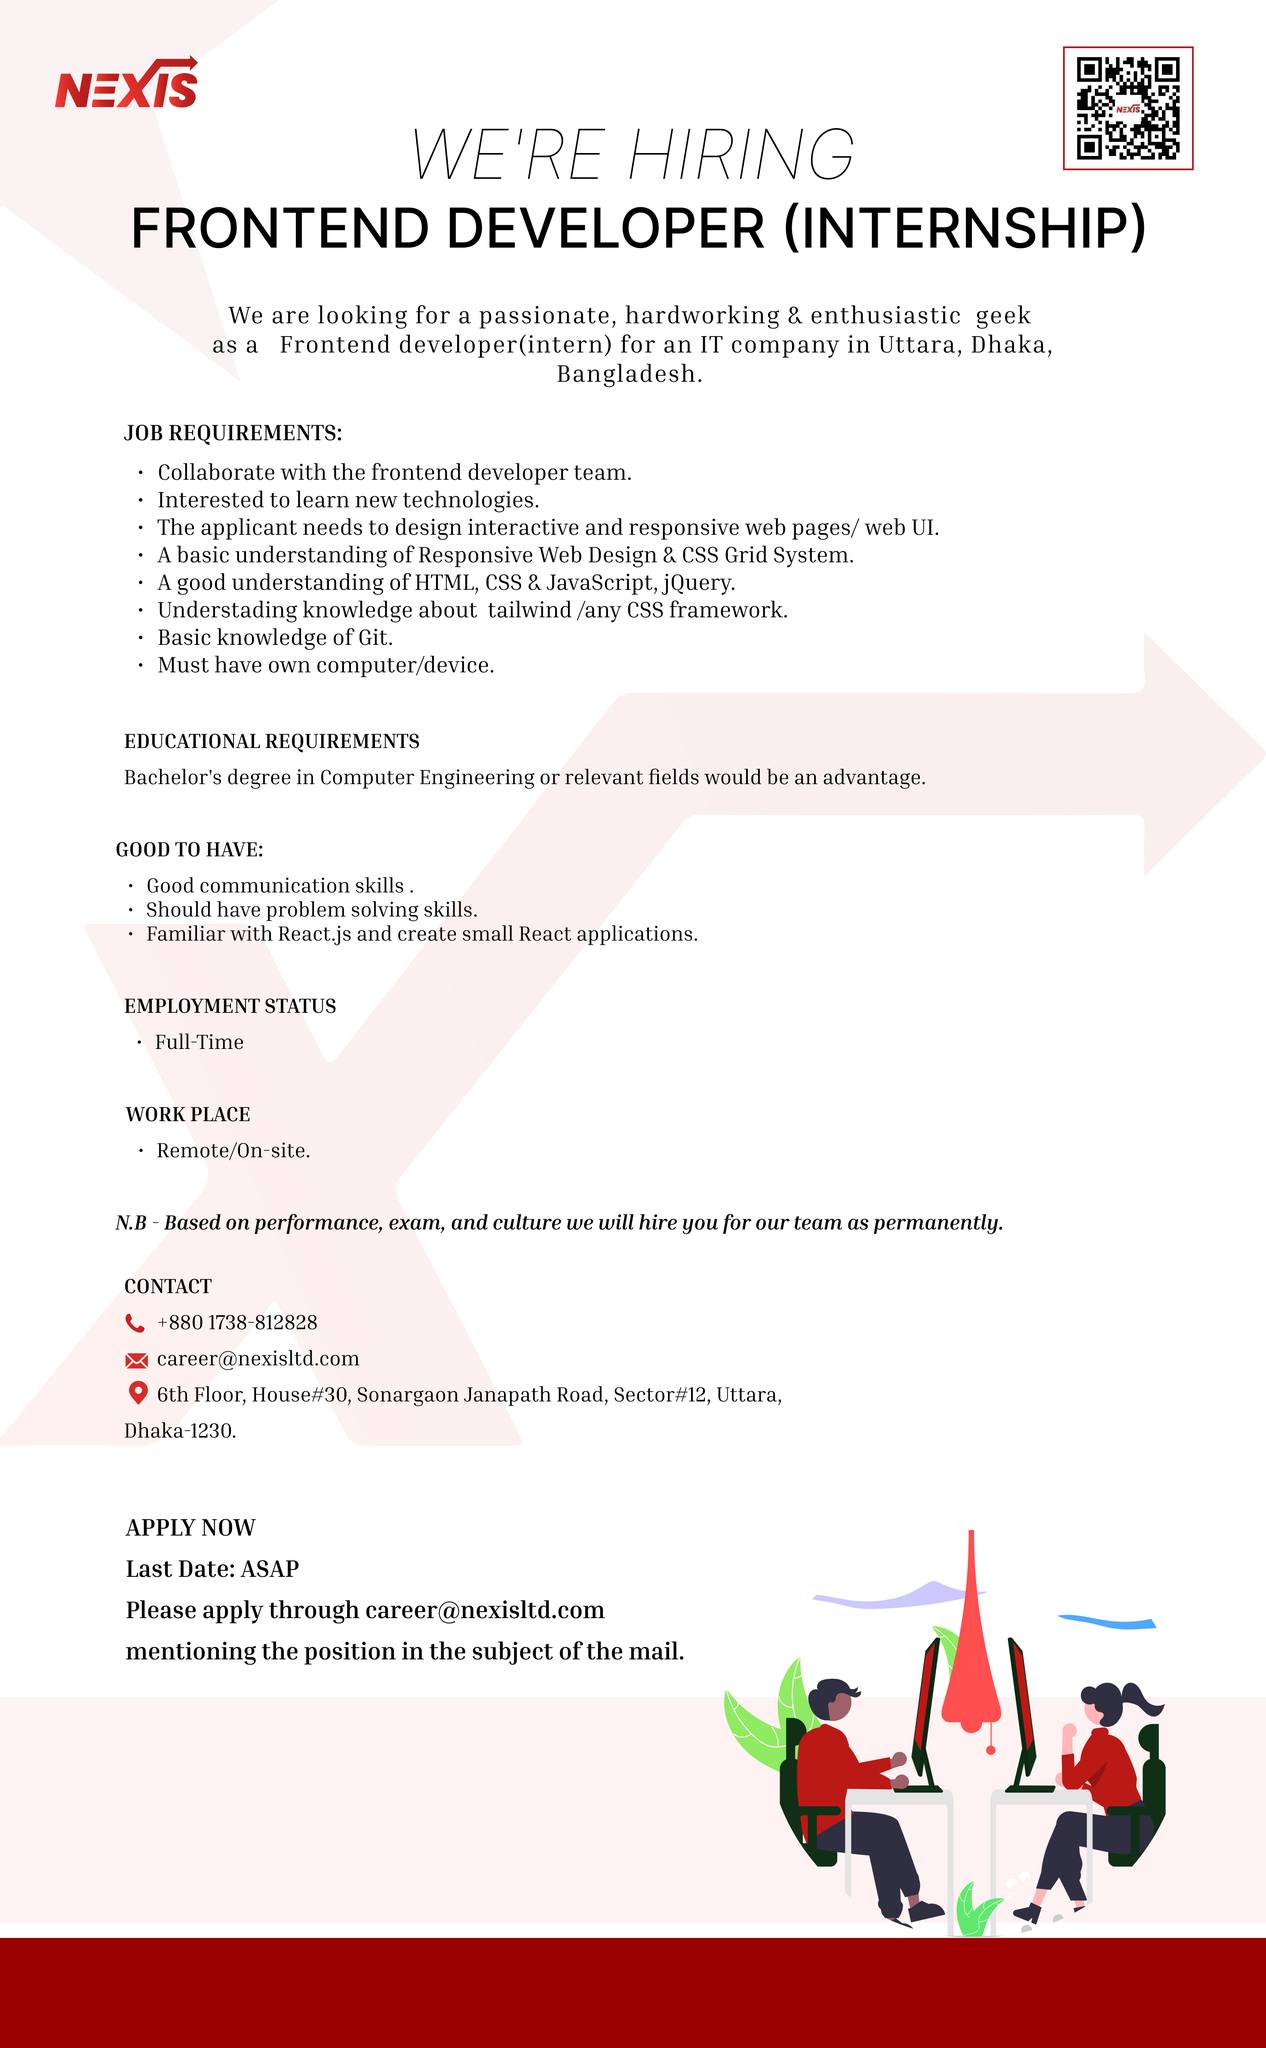 NEXIS
NEXIS
WE'RE HIRING
FRONTEND DEVELOPER (INTERNSHIP)
We are looking for a passionate, hardworking & enthusiastic  geek
as a   Frontend developer(intern) for an IT company in Uttara, Dhaka,
Bangladesh.
JOB REQUIREMENTS:
• Collaborate with the frontend developer team.
• Interested to learn new technologies.
• The applicant needs to design interactive and responsive web pages/ web UI.
• A basic understanding of Responsive Web Design & CSS Grid System.
• A good understanding of HTML, CSS & JavaScript, jQuery.
• Understading knowledge about  tailwind /any CSS framework.
• Basic knowledge of Git.
• Must have own computer/device.
EDUCATIONAL REQUIREMENTS
Bachelor's degree in Computer Engineering or relevant fields would be an advantage.
GOOD TO HAVE:
• Good communication skills .
• Should have problem solving skills.
• Familiar with React.js and create small React applications.
EMPLOYMENT STATUS
• Full-Time
WORK PLACE
• Remote/On-site.
N.B - Based on performance, exam, and culture we will hire you for our team as permanently.
CONTACT
+880 1738-812828
career@nexisltd.com
6th Floor, House#30, Sonargaon Janapath Road, Sector#12, Uttara,
Dhaka-1230.
APPLY NOW
Last Date: ASAP
Please apply through career@nexisltd.com
mentioning the position in the subject of the mail.